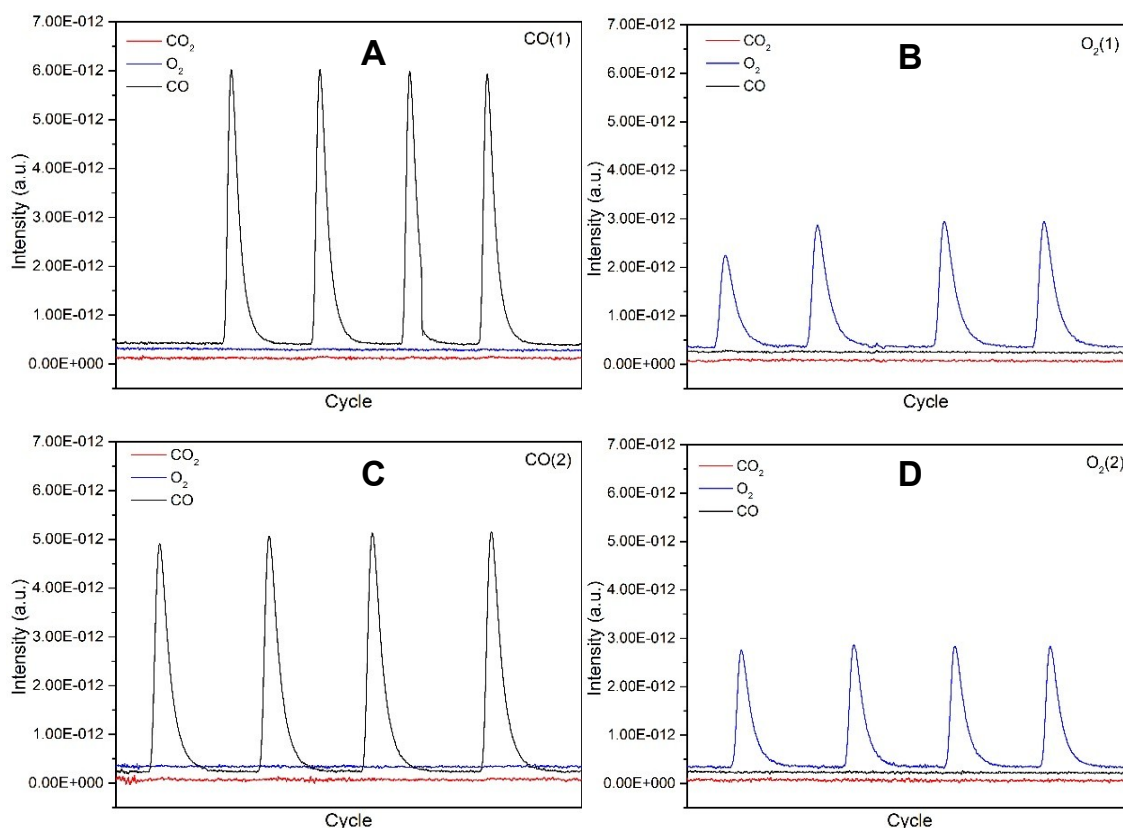 7.00E-012
6.00E-012
5.00E-012
4.00E-012
3.00E-012
2.00E-012
1.00E-012
0.00E+000
Intensity (a.u.)
CO₂
O₂
CO
A
CO(1)
Cycle
7.00E-012
6.00E-012
5.00E-012
4.00E-012
3.00E-012
2.00E-012
1.00E-012
0.00E+000
Intensity (a.u.)
CO₂
O₂
CO
B
O₂(1)
Cycle
7.00E-012
6.00E-012
5.00E-012
4.00E-012
3.00E-012
2.00E-012
1.00E-012
0.00E+000
Intensity (a.u.)
CO₂
O₂
CO
C
CO(2)
Cycle
7.00E-012
6.00E-012
5.00E-012
4.00E-012
3.00E-012
2.00E-012
1.00E-012
0.00E+000
Intensity (a.u.)
CO₂
O₂
CO
D
O₂(2)
Cycle